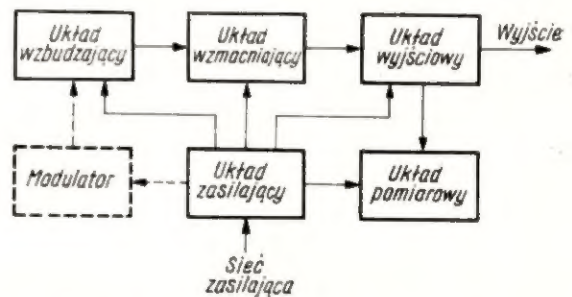 Układ
wzbudzający
Układ
wzmacniający
Układ
wyjściowy
Wyjście
Modulator
Układ
zasilający
Układ
pomiarowy
Sieć
zasilająca